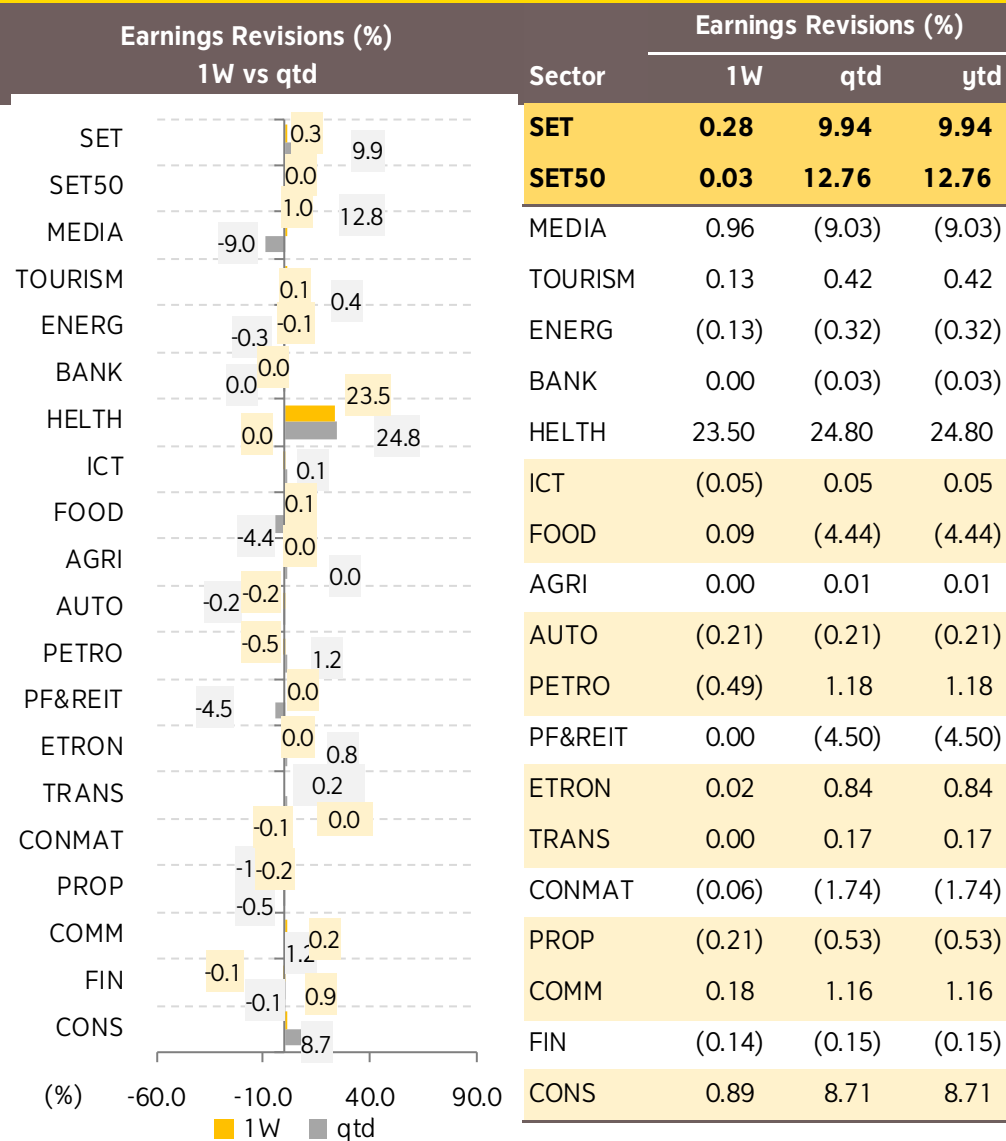 Earnings Revisions (%)
1W vs qtd
SET
0.3
9.9
SET50
0.0
12.8
MEDIA
1.0
-9.0
TOURISM
0.1
0.4
ENERG
-0.1
-0.3
BANK
0.0
0.0
HELTH
23.5
24.8
ICT
0.0
0.1
FOOD
0.1
-4.4
AGRI
0.0
0.0
AUTO
-0.2
-0.2
PETRO
-0.5
1.2
PF&REIT
0.0
-4.5
ETRON
0.0
0.8
TRANS
0.2
0.0
CONMAT
-0.1
PROP
-0.2
-0.5
COMM
0.2
1.2
FIN
-0.1
-0.1
CONS
0.9
8.7
(%) -60.0 -10.0 40.0 90.0
1W qtd
Earnings Revisions (%)
Sector 1W qtd ytd
SET 0.28 9.94 9.94
SET50 0.03 12.76 12.76
MEDIA 0.96 (9.03) (9.03)
TOURISM 0.13 0.42 0.42
ENERG (0.13) (0.32) (0.32)
BANK 0.00 (0.03) (0.03)
HELTH 23.50 24.80 24.80
ICT (0.05) 0.05 0.05
FOOD 0.09 (4.44) (4.44)
AGRI 0.00 0.01 0.01
AUTO (0.21) (0.21) (0.21)
PETRO (0.49) 1.18 1.18
PF&REIT 0.00 (4.50) (4.50)
ETRON 0.02 0.84 0.84
TRANS 0.00 0.17 0.17
CONMAT (0.06) (1.74) (1.74)
PROP (0.21) (0.53) (0.53)
COMM 0.18 1.16 1.16
FIN (0.14) (0.15) (0.15)
CONS 0.89 8.71 8.71